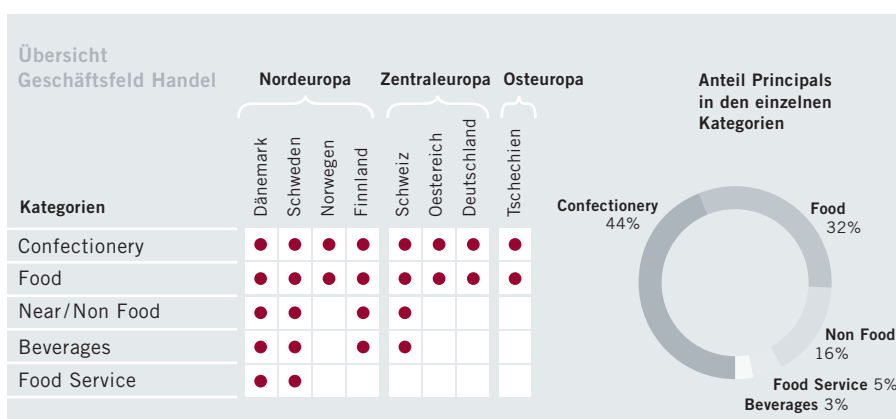 Übersicht
Geschäftsfeld Handel
Nordeuropa
Zentraleuropa
Osteuropa
Kategorien
Dänemark
Schweden
Norwegen
Finnland
Schweiz
Oestereich
Deutschland
Tschechien
Confectionery
Food
Near/Non Food
Beverages
Food Service
Anteil Principals
in den einzelnen
Kategorien
Confectionery
44%
Food
32%
Non Food
16%
Food Service 5%
Beverages 3%